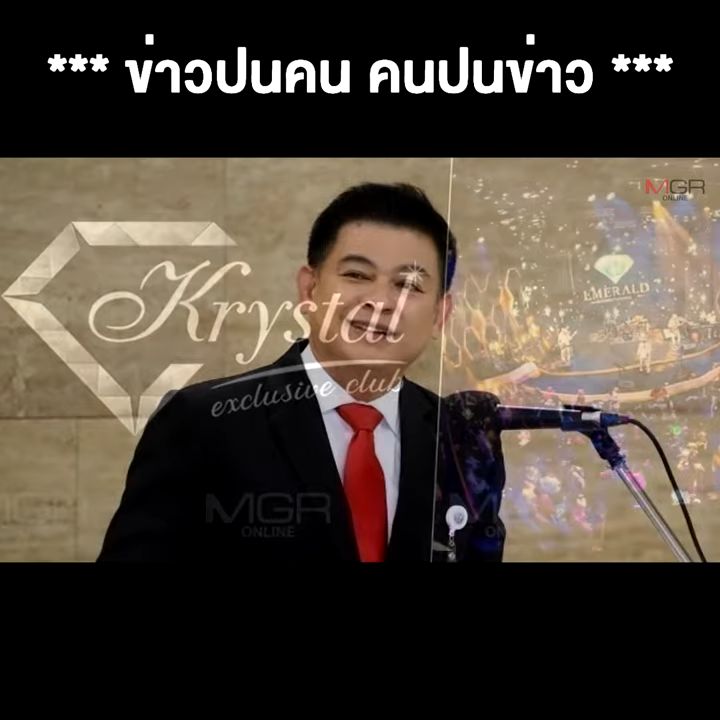 *** ข่าวปนคน คนปนข่าว ***
MGR
ONLINE
Krystal
exclusive club
EMERALD
MGR
ONLINE